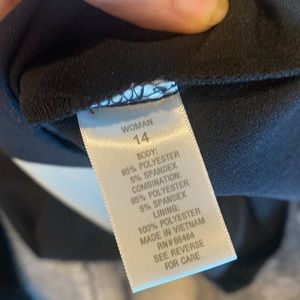 WOMAN
14
BODY:
95% POLYESTER
5% SPANDEX
COMBINATION:
95% POLYESTER
5% SPANDEX
LINING:
100% POLYESTER
MADE IN VIETNAM
RN# 66464
SEE REVERSE
FOR CARE